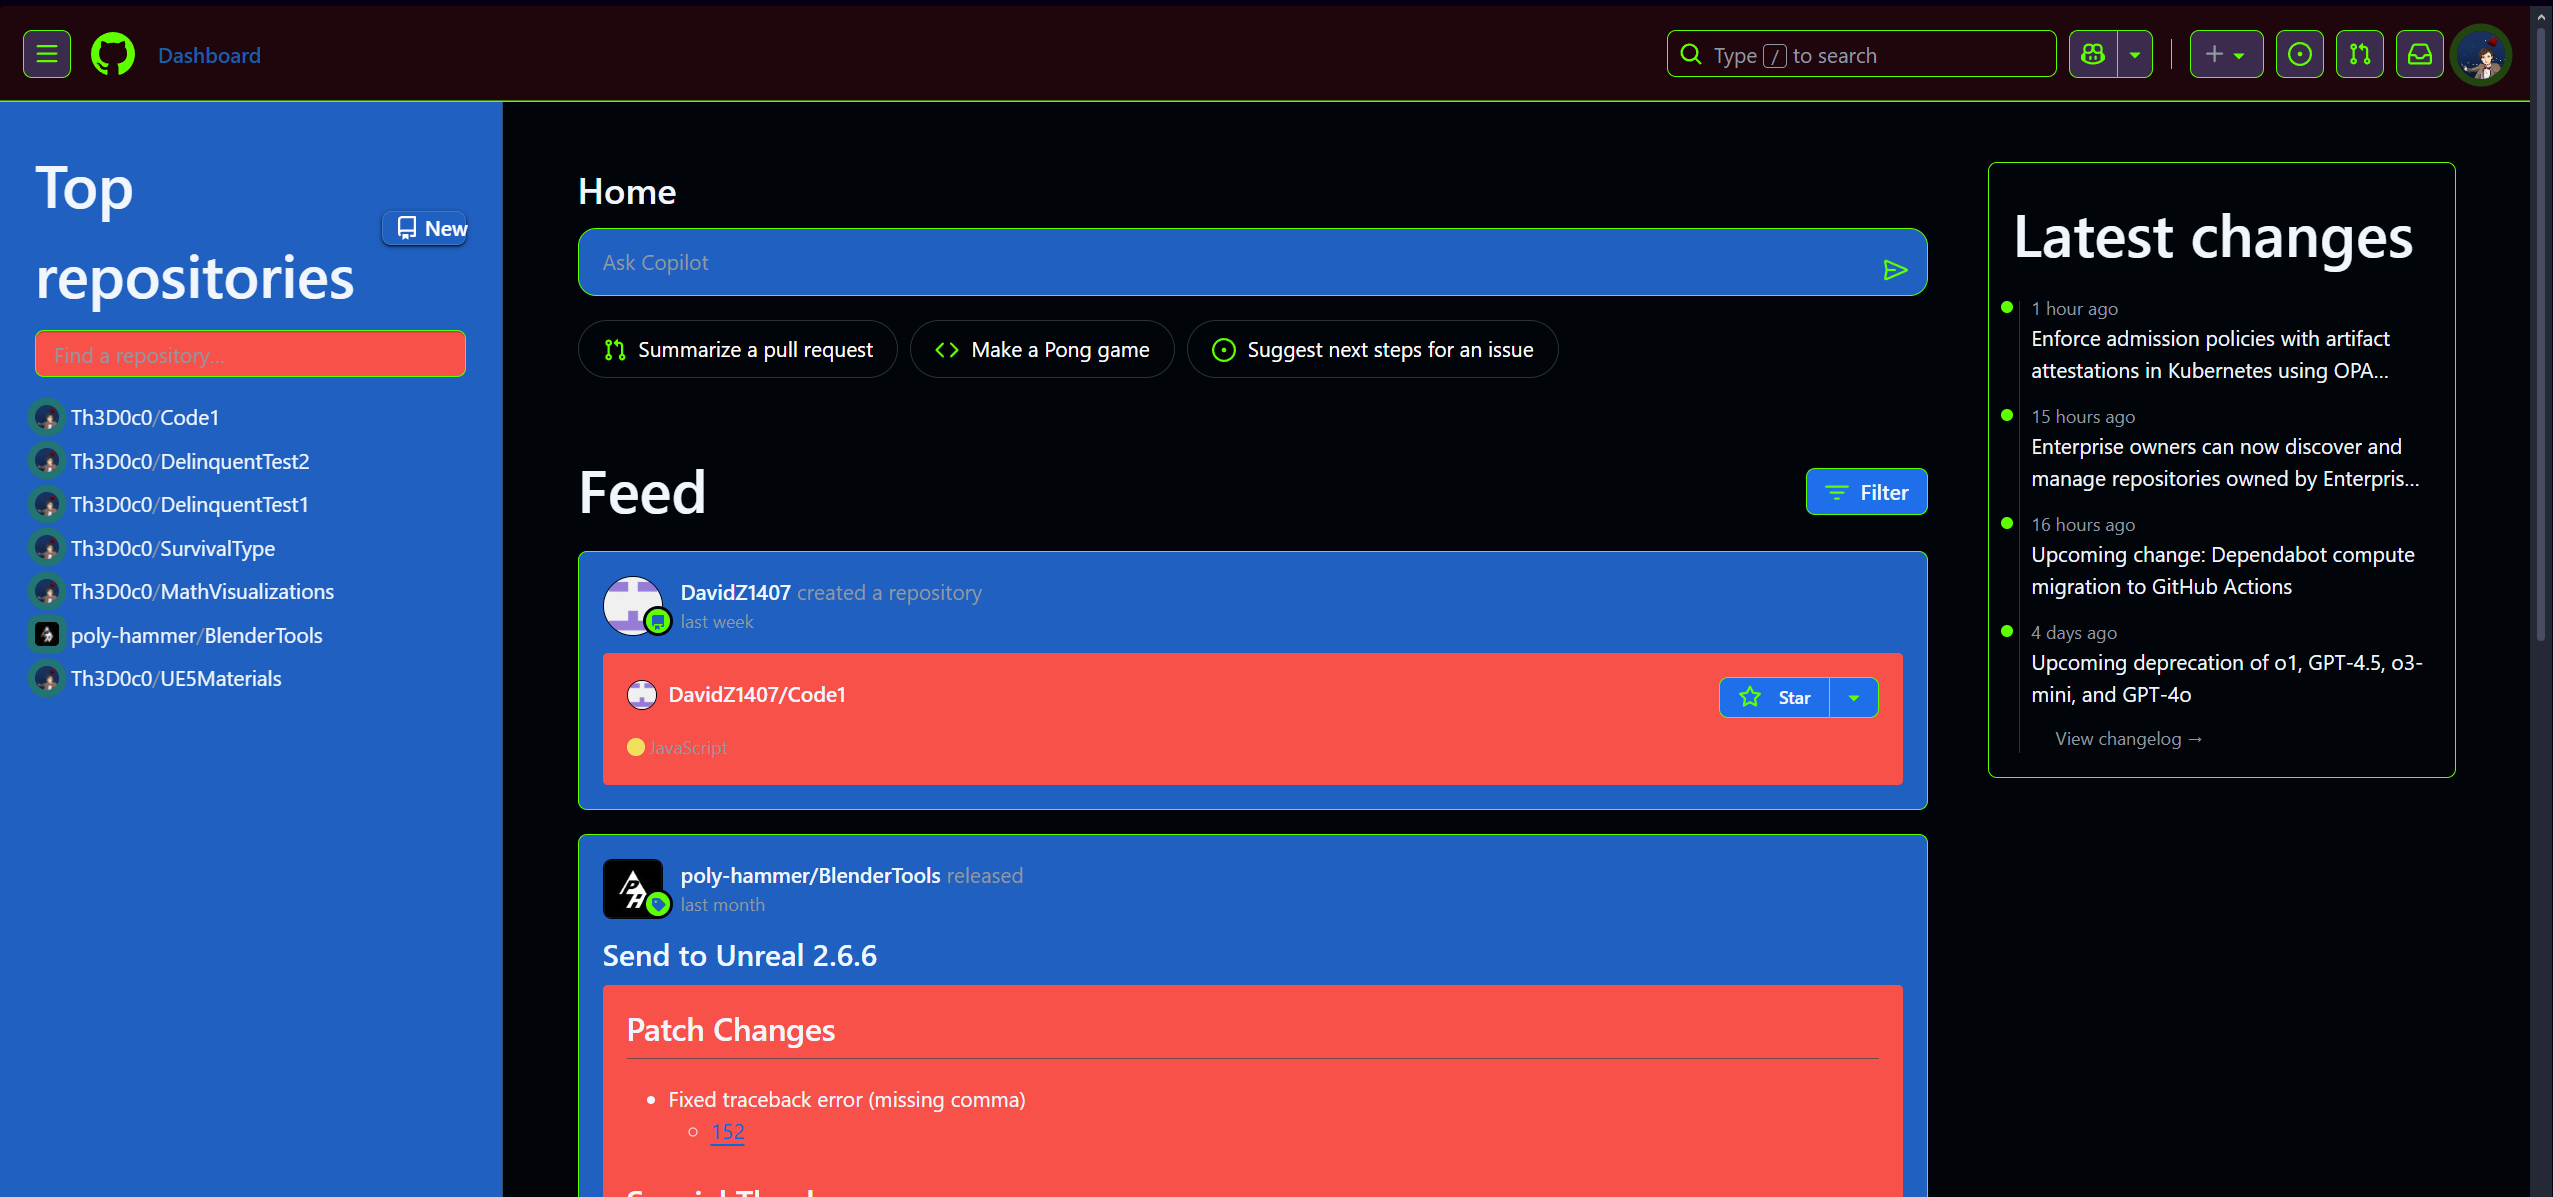 Dashboard
Type / to search
Top
repositories
New
Find a repository...
Th3D0c0/Code1
Th3D0c0/DelinquentTest2
Th3D0c0/DelinquentTest1
Th3D0c0/SurvivalType
Th3D0c0/MathVisualizations
poly-hammer/BlenderTools
Th3D0c0/UE5Materials
Home
Ask Copilot
Summarize a pull request
Make a Pong game
Suggest next steps for an issue
Feed
Filter
DavidZ1407 created a repository
last week
DavidZ1407/Code1
Star
JavaScript
poly-hammer/BlenderTools released
last month
Send to Unreal 2.6.6
Patch Changes
Fixed traceback error (missing comma)
152
Latest changes
1 hour ago
Enforce admission policies with artifact
attestations in Kubernetes using OPA...
15 hours ago
Enterprise owners can now discover and
manage repositories owned by Enterpris...
16 hours ago
Upcoming change: Dependabot compute
migration to GitHub Actions
4 days ago
Upcoming deprecation of o1, GPT-4.5, o3-
mini, and GPT-4o
View changelog →